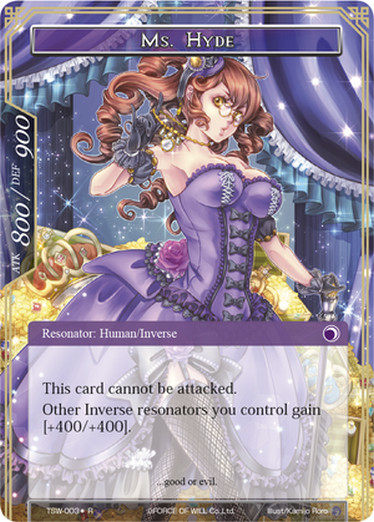 Ms. Hyde
ATK 800 / DEF 900
Resonator: Human/Inverse
This card cannot be attacked.
Other Inverse resonators you control gain
[+400/+400].
...good or evil.
TSW-003 * R ©FORCE OF WILL Co.,Ltd. Illust/Kamijo Roro